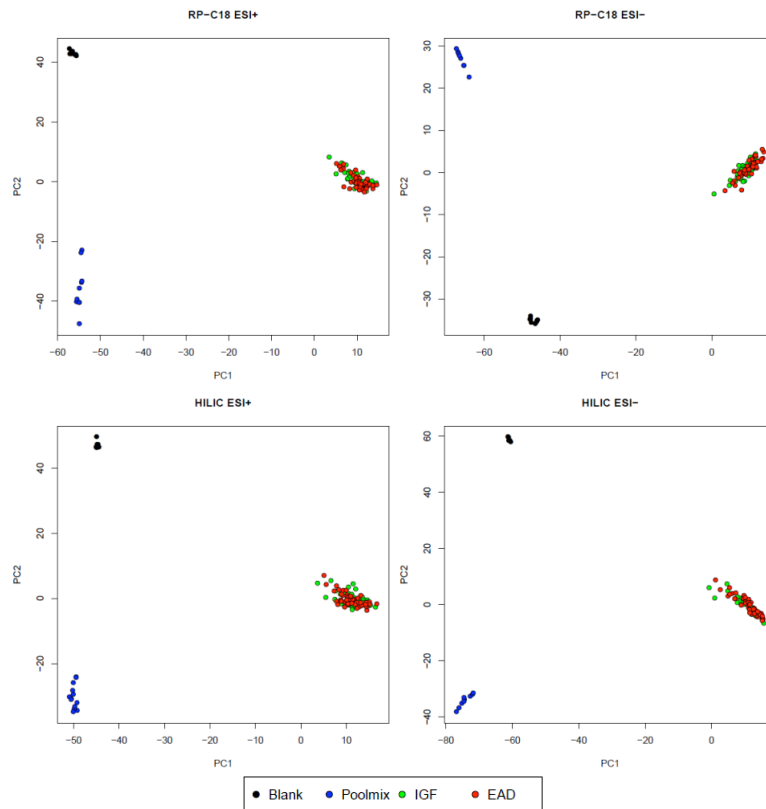 RP−C18 ESI+
40
20
0
−20
−40
PC2
−60 −50 −40 −30 −20 −10 0 10
PC1
RP−C18 ESI−
30
20
10
0
−10
−20
−30
PC2
−60 −40 −20 0
PC1
HILIC ESI+
40
20
0
−20
PC2
−50 −40 −30 −20 −10 0 10
PC1
HILIC ESI−
60
40
20
0
−20
−40
PC2
−80 −60 −40 −20 0
PC1
Blank Poolmix IGF EAD